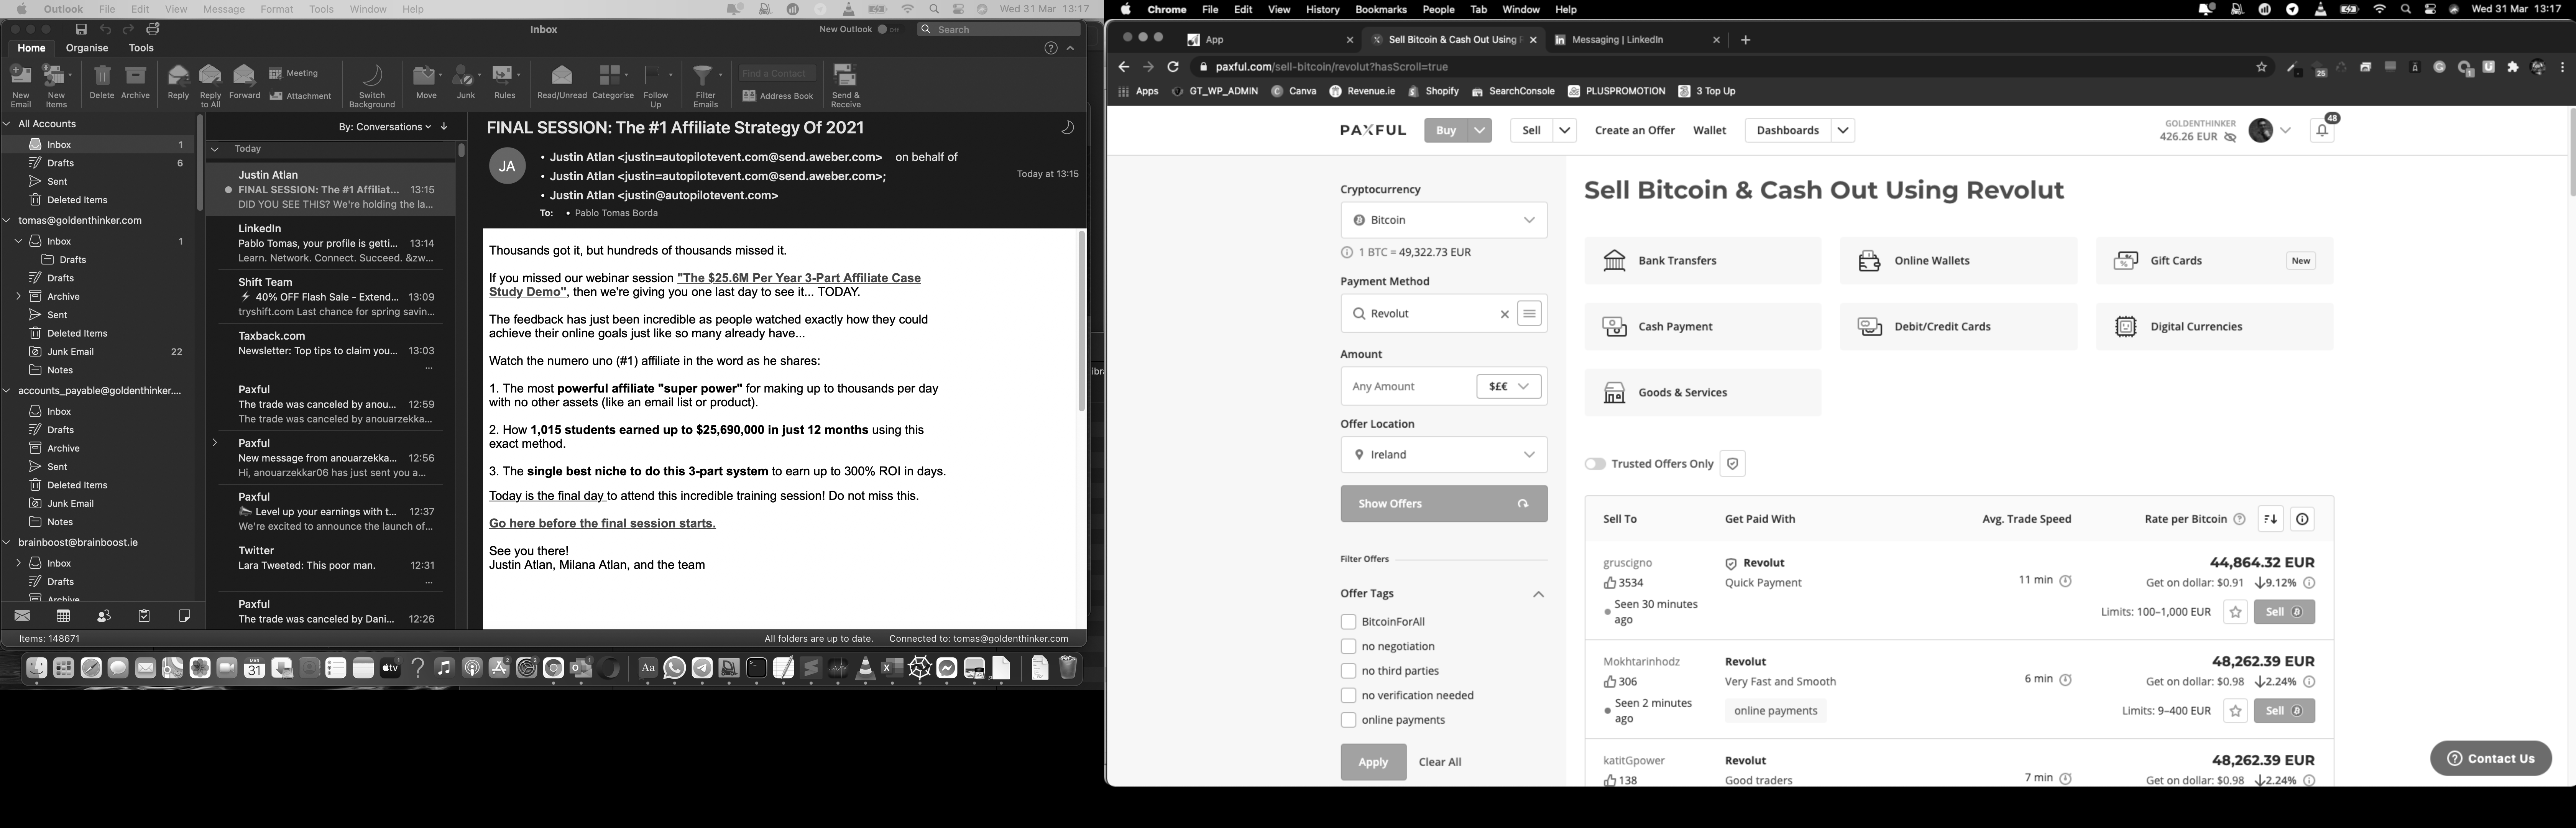 Outlook File Edit View Message Format Tools Window Help Wed 31 Mar 13:17
Inbox New Outlook Off Search
Home Organise Tools
New Email New Items Delete Archive Reply Reply to All Forward Meeting Attachment Switch Background Move Junk Rules Read/Unread Categorise Follow Up Filter Emails Find a Contact Address Book Send & Receive
All Accounts
Inbox 1
Drafts 6
Sent
Deleted Items
tomas@goldenthinker.com
Inbox 1
Drafts
Drafts
Archive
Sent
Deleted Items
Junk Email 22
Notes
accounts_payable@goldenthinker....
Inbox
Drafts
Archive
Sent
Deleted Items
Junk Email
Notes
brainboost@brainboost.ie
Inbox
Drafts
Archive
By: Conversations
Today
Justin Atlan
FINAL SESSION: The #1 Affiliat... 13:15
DID YOU SEE THIS? We're holding the la...
LinkedIn
Pablo Tomas, your profile is getti... 13:14
Learn. Network. Connect. Succeed. &zw...
Shift Team
⚡ 40% OFF Flash Sale - Extend... 13:09
tryshift.com Last chance for spring savin...
Taxback.com
Newsletter: Top tips to claim you... 13:03
...
Paxful
The trade was canceled by anou... 12:59
The trade was canceled by anouarzekka...
Paxful
New message from anouarzekka... 12:56
Hi, anouarzekkar06 has just sent you a...
Paxful
Level up your earnings with t... 12:37
We're excited to announce the launch of...
Twitter
Lara Tweeted: This poor man. 12:31
...
Paxful
The trade was canceled by Dani... 12:26
FINAL SESSION: The #1 Affiliate Strategy Of 2021
JA
• Justin Atlan <justin=autopilotevent.com@send.aweber.com> on behalf of
• Justin Atlan <justin=autopilotevent.com@send.aweber.com>;
Today at 13:15
• Justin Atlan <justin@autopilotevent.com>
To: • Pablo Tomas Borda
Thousands got it, but hundreds of thousands missed it.
If you missed our webinar session "The $25.6M Per Year 3-Part Affiliate Case
Study Demo", then we're giving you one last day to see it... TODAY.
The feedback has just been incredible as people watched exactly how they could
achieve their online goals just like so many already have...
Watch the numero uno (#1) affiliate in the word as he shares:
1. The most powerful affiliate "super power" for making up to thousands per day
with no other assets (like an email list or product).
2. How 1,015 students earned up to $25,690,000 in just 12 months using this
exact method.
3. The single best niche to do this 3-part system to earn up to 300% ROI in days.
Today is the final day to attend this incredible training session! Do not miss this.
Go here before the final session starts.
See you there!
Justin Atlan, Milana Atlan, and the team
Items: 148671 All folders are up to date. Connected to: tomas@goldenthinker.com
MAR
31
tv
Aa
Chrome File Edit View History Bookmarks People Tab Window Help Wed 31 Mar 13:17
App Sell Bitcoin & Cash Out Using Messaging | LinkedIn
paxful.com/sell-bitcoin/revolut?hasScroll=true
25
Apps GT_WP_ADMIN Canva Revenue.ie Shopify SearchConsole PLUSPROMOTION 3 Top Up
PAXFUL Buy Sell Create an Offer Wallet Dashboards
GOLDENTHINKER
426.26 EUR
48
Cryptocurrency
Bitcoin
1 BTC = 49,322.73 EUR
Payment Method
Revolut
Amount
Any Amount $£€
Offer Location
Ireland
Show Offers
Filter Offers
Offer Tags
BitcoinForAll
no negotiation
no third parties
no verification needed
online payments
Apply Clear All
Sell Bitcoin & Cash Out Using Revolut
Bank Transfers Online Wallets Gift Cards New
Cash Payment Debit/Credit Cards Digital Currencies
Goods & Services
Trusted Offers Only
Sell To Get Paid With Avg. Trade Speed Rate per Bitcoin
gruscigno Revolut 44,864.32 EUR
3534 Quick Payment 11 min Get on dollar: $0.91 ↓9.12%
Seen 30 minutes ago Limits: 100–1,000 EUR Sell
Mokhtarinhodz Revolut 48,262.39 EUR
306 Very Fast and Smooth 6 min Get on dollar: $0.98 ↓2.24%
Seen 2 minutes ago online payments Limits: 9–400 EUR Sell
katitGpower Revolut 48,262.39 EUR
138 Good traders 7 min Get on dollar: $0.98 ↓2.24%
Contact Us